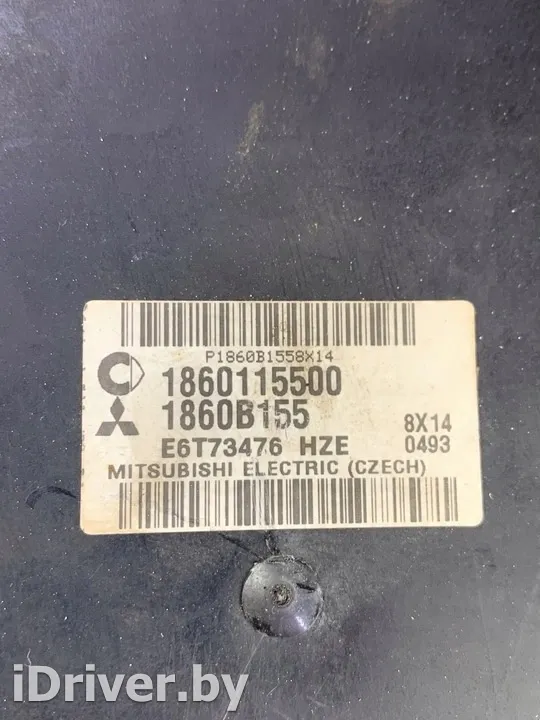 P1860B1558X14
1860115500
1860B155
8X14
E6T73476 HZE
0493
MITSUBISHI ELECTRIC (CZECH)
iDriver.by